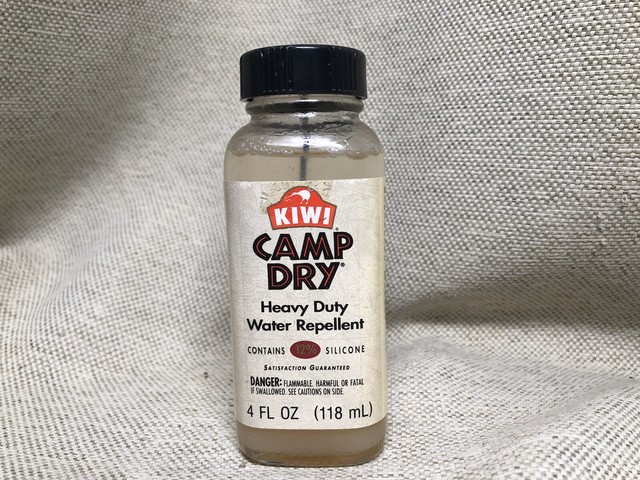 KIWI
CAMP
DRY®
Heavy Duty
Water Repellent
CONTAINS 12% SILICONE
SATISFACTION GUARANTEED
DANGER: FLAMMABLE. HARMFUL OR FATAL
IF SWALLOWED. SEE CAUTIONS ON SIDE.
4 FL OZ (118 mL)